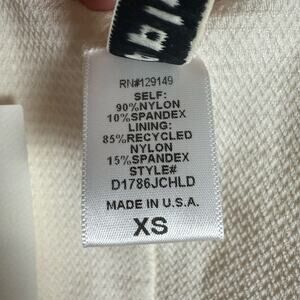 RN#129149
SELF:
90%NYLON
10%SPANDEX
LINING:
85%RECYCLED
NYLON
15%SPANDEX
STYLE#
D1786JCHLD
MADE IN U.S.A.
XS